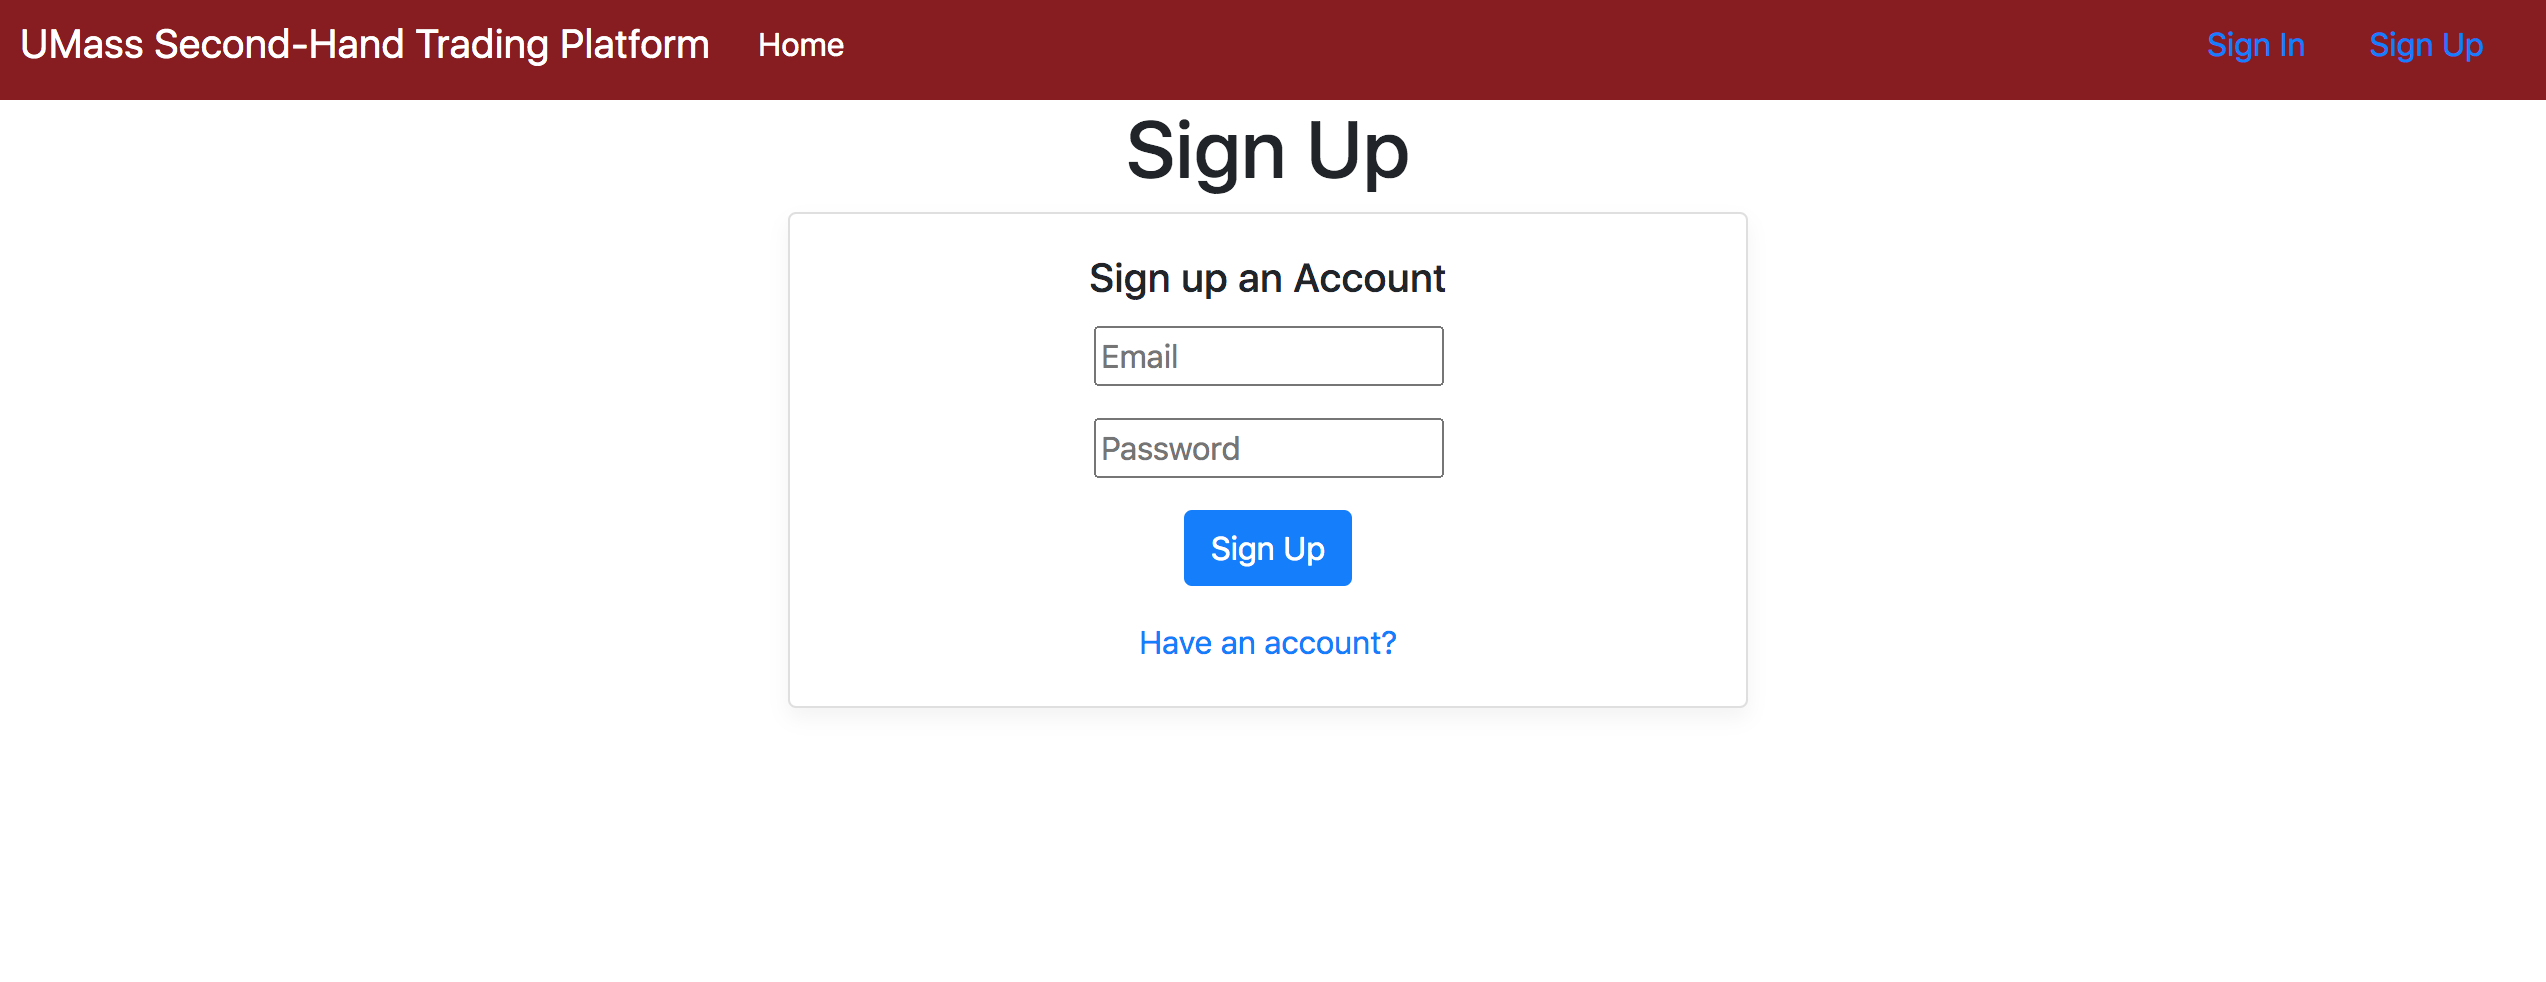 UMass Second-Hand Trading Platform Home Sign In Sign Up
Sign Up
Sign up an Account
Email
Password
Sign Up
Have an account?